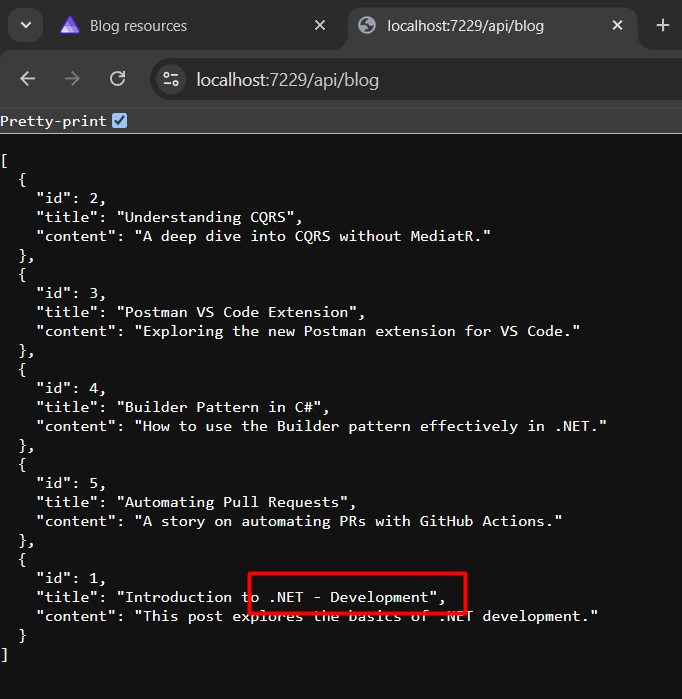 Blog resources
localhost:7229/api/blog
localhost:7229/api/blog
Pretty-print
[
  {
    "id": 2,
    "title": "Understanding CQRS",
    "content": "A deep dive into CQRS without MediatR."
  },
  {
    "id": 3,
    "title": "Postman VS Code Extension",
    "content": "Exploring the new Postman extension for VS Code."
  },
  {
    "id": 4,
    "title": "Builder Pattern in C#",
    "content": "How to use the Builder pattern effectively in .NET."
  },
  {
    "id": 5,
    "title": "Automating Pull Requests",
    "content": "A story on automating PRs with GitHub Actions."
  },
  {
    "id": 1,
    "title": "Introduction to .NET - Development",
    "content": "This post explores the basics of .NET development."
  }
]